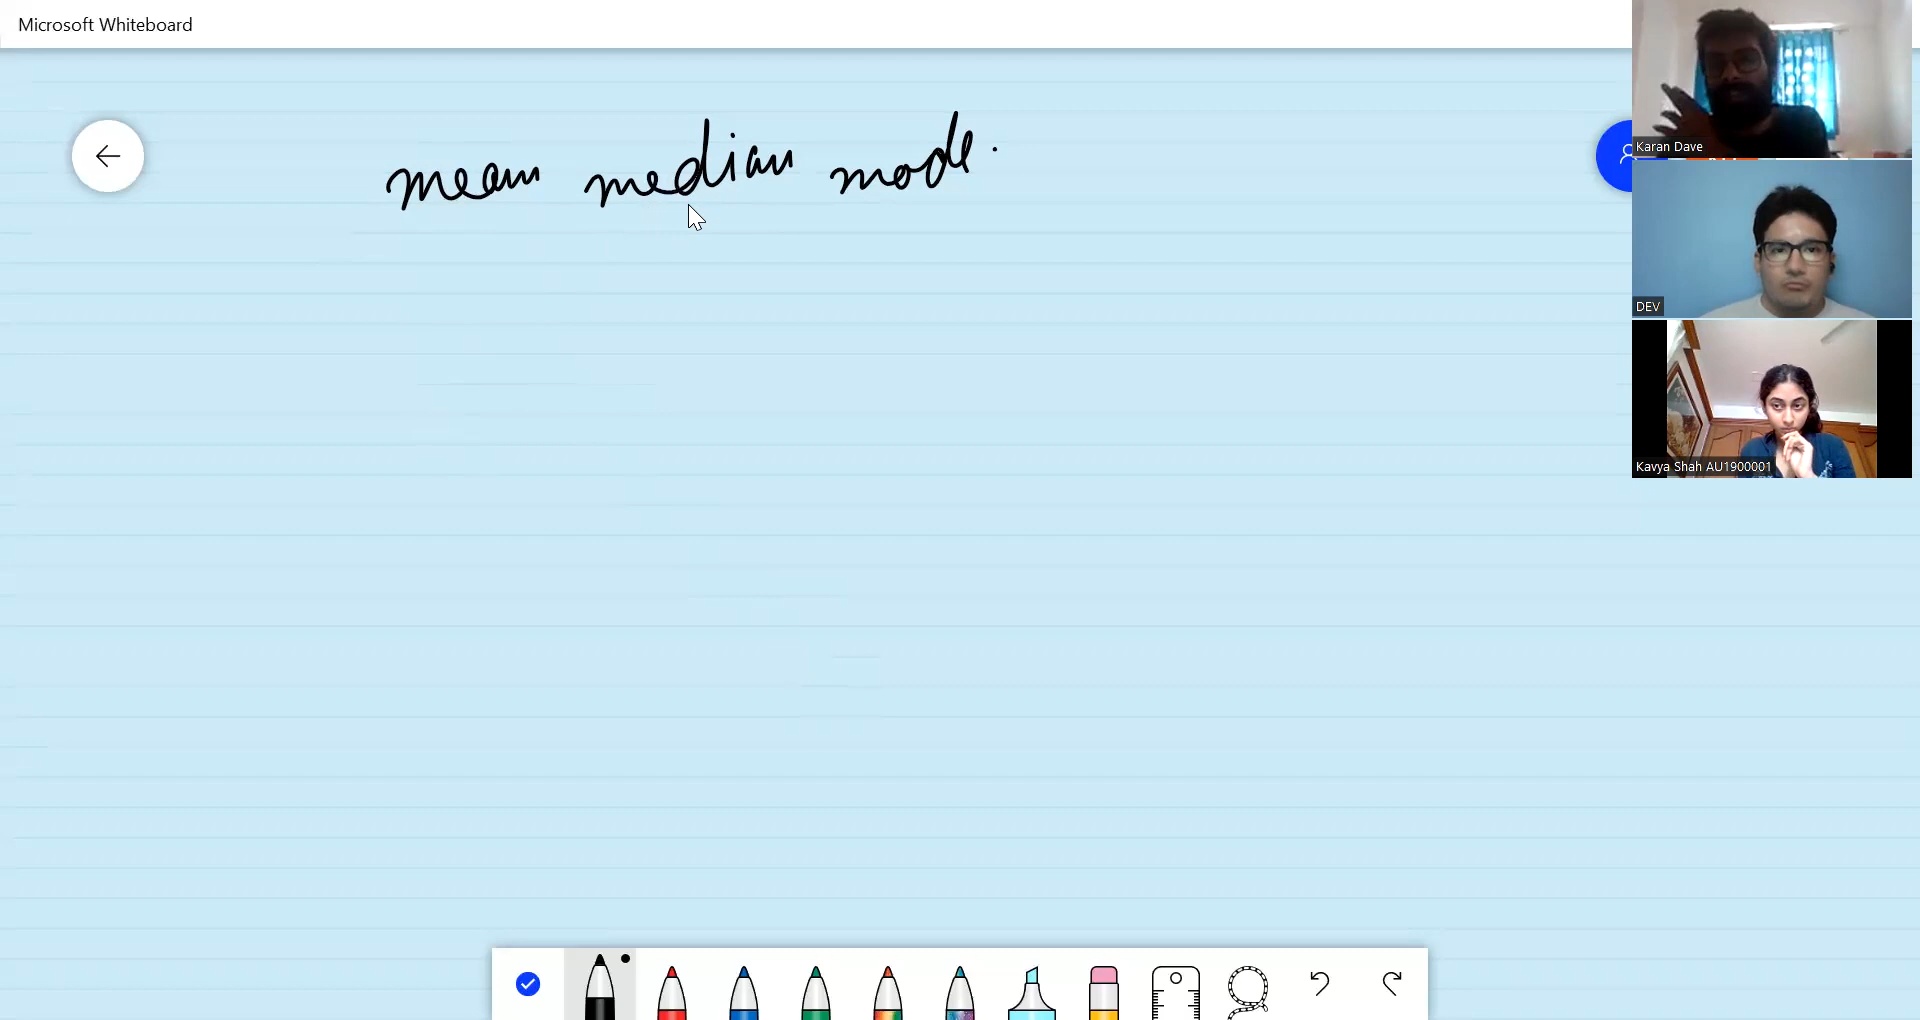 Microsoft Whiteboard
mean median mode.
Karan Dave
DEV
Kavya Shah AU1900001